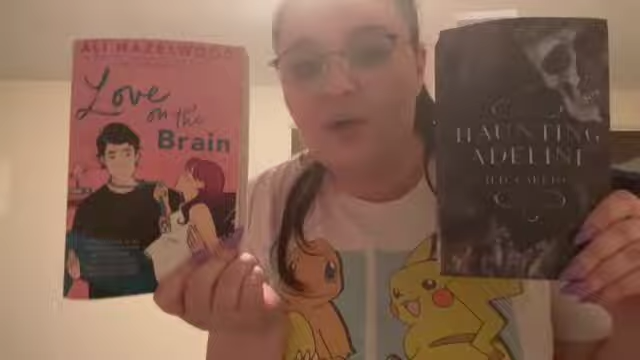 ALI HAZELWOOD
Love
on the
Brain
HAUNTING
ADELINE